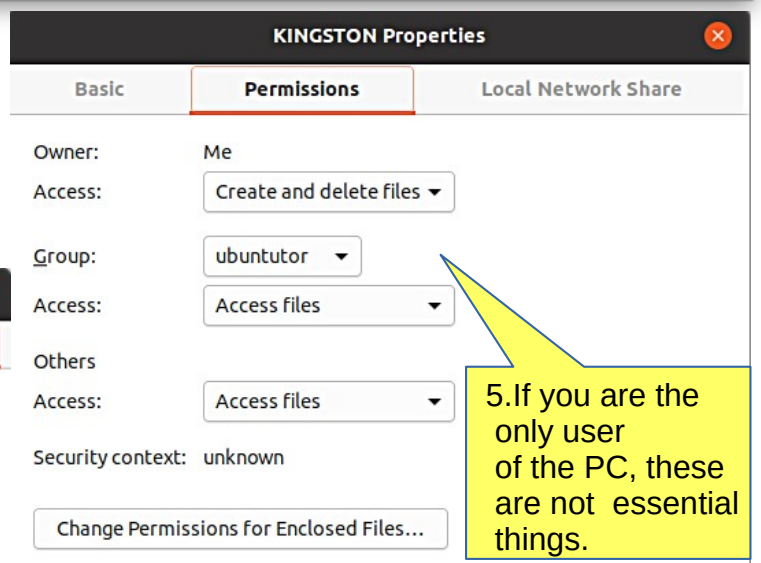 KINGSTON Properties
Basic Permissions Local Network Share
Owner: Me
Access: Create and delete files
Group: ubuntutor
Access: Access files
Others
Access: Access files
Security context: unknown
Change Permissions for Enclosed Files...
5.If you are the
only user
of the PC, these
are not essential
things.